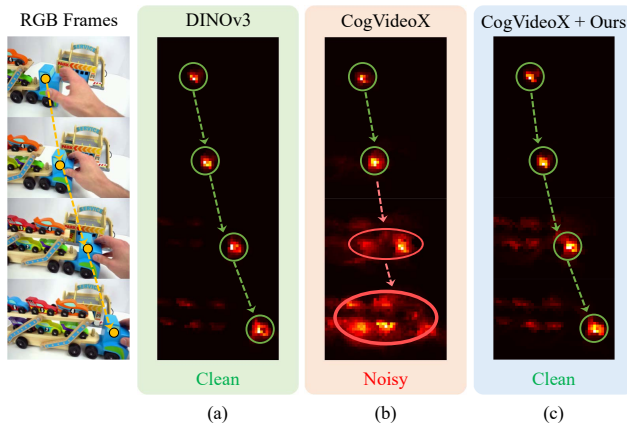 RGB Frames
DINOv3
CogVideoX
CogVideoX + Ours
Clean
Noisy
Clean
(a)
(b)
(c)